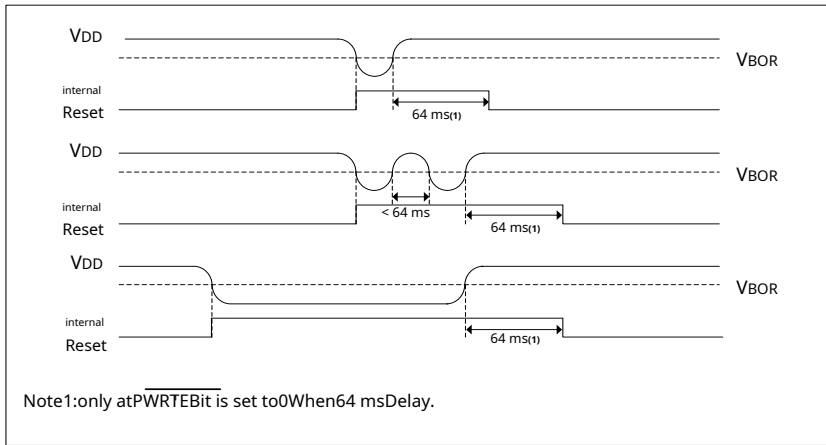 VDD
VBOR
internal
Reset
64 ms(1)
VDD
VBOR
internal
Reset
< 64 ms
64 ms(1)
VDD
VBOR
internal
Reset
64 ms(1)
Note1:only atPWRTEBit is set to0When64 msDelay.